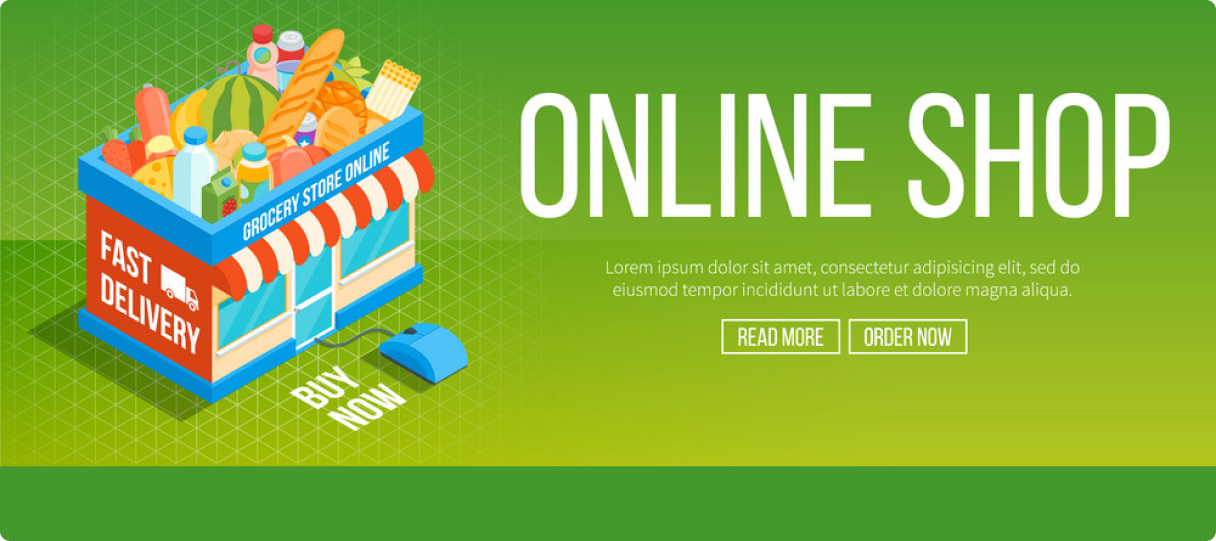 GROCERY STORE ONLINE
FAST
DELIVERY
BUY
NOW
ONLINE SHOP
Lorem ipsum dolor sit amet, consectetur adipisicing elit, sed do
eiusmod tempor incididunt ut labore et dolore magna aliqua.
READ MORE
ORDER NOW